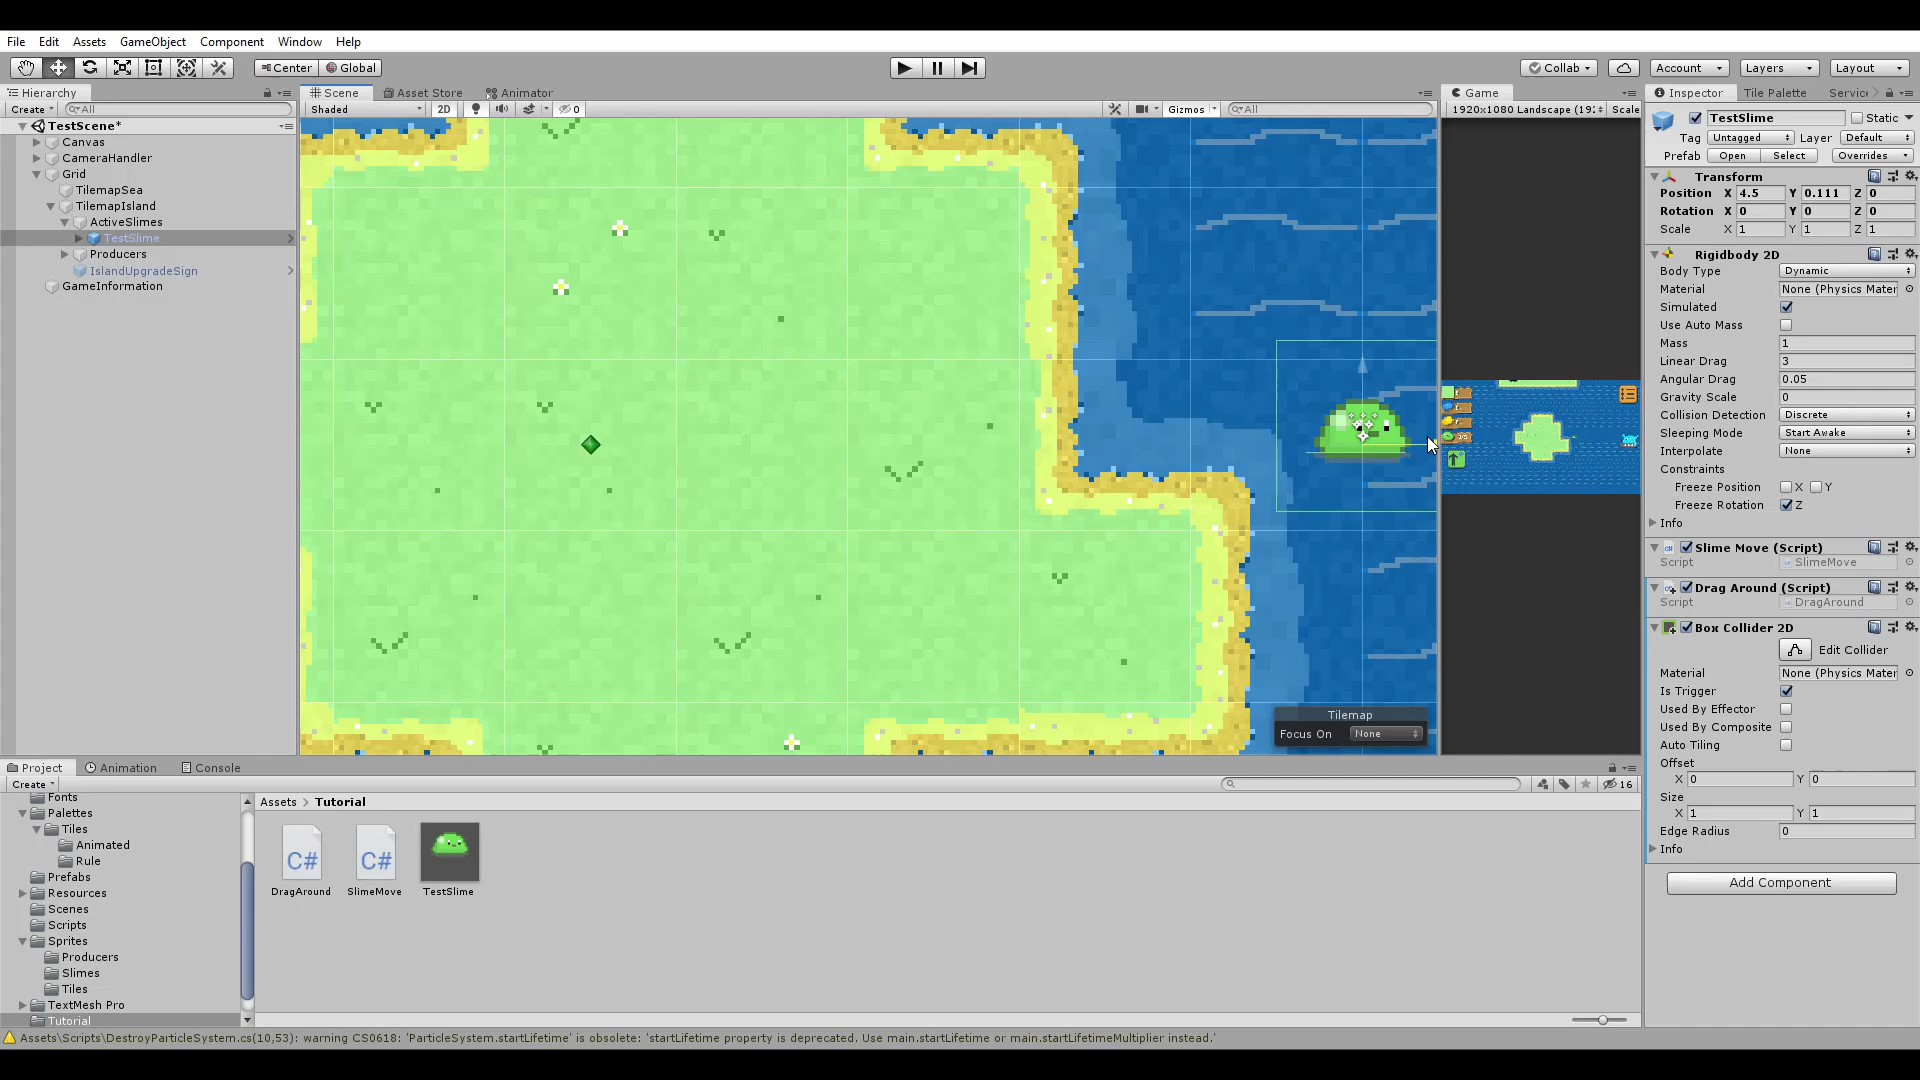 File Edit Assets GameObject Component Window Help
Center Global Collab Account Layers Layout
Hierarchy
Create All
TestScene*
Canvas
CameraHandler
Grid
TilemapSea
TilemapIsland
ActiveSlimes
TestSlime
Producers
IslandUpgradeSign
GameInformation
Scene Asset Store Animator
Shaded 2D 0 Gizmos All
Tilemap
Focus On None
Game
1920x1080 Landscape (192 Scale
Inspector Tile Palette Servic
TestSlime Static
Tag Untagged Layer Default
Prefab Open Select Overrides
Transform
Position X 4.5 Y 0.111 Z 0
Rotation X 0 Y 0 Z 0
Scale X 1 Y 1 Z 1
Rigidbody 2D
Body Type Dynamic
Material None (Physics Mater
Simulated
Use Auto Mass
Mass 1
Linear Drag 3
Angular Drag 0.05
Gravity Scale 0
Collision Detection Discrete
Sleeping Mode Start Awake
Interpolate None
Constraints
Freeze Position X Y
Freeze Rotation Z
Info
Slime Move (Script)
Script SlimeMove
Drag Around (Script)
Script DragAround
Box Collider 2D
Edit Collider
Material None (Physics Mater
Is Trigger
Used By Effector
Used By Composite
Auto Tiling
Offset
X 0 Y 0
Size
X 1 Y 1
Edge Radius 0
Info
Add Component
Project Animation Console
Create 16
Fonts
Palettes
Tiles
Animated
Rule
Prefabs
Resources
Scenes
Scripts
Sprites
Producers
Slimes
Tiles
TextMesh Pro
Tutorial
Assets > Tutorial
C# C#
DragAround SlimeMove TestSlime
Assets\Scripts\DestroyParticleSystem.cs(10,53): warning CS0618: 'ParticleSystem.startLifetime' is obsolete: 'startLifetime property is deprecated. Use main.startLifetime or main.startLifetimeMultiplier instead.'